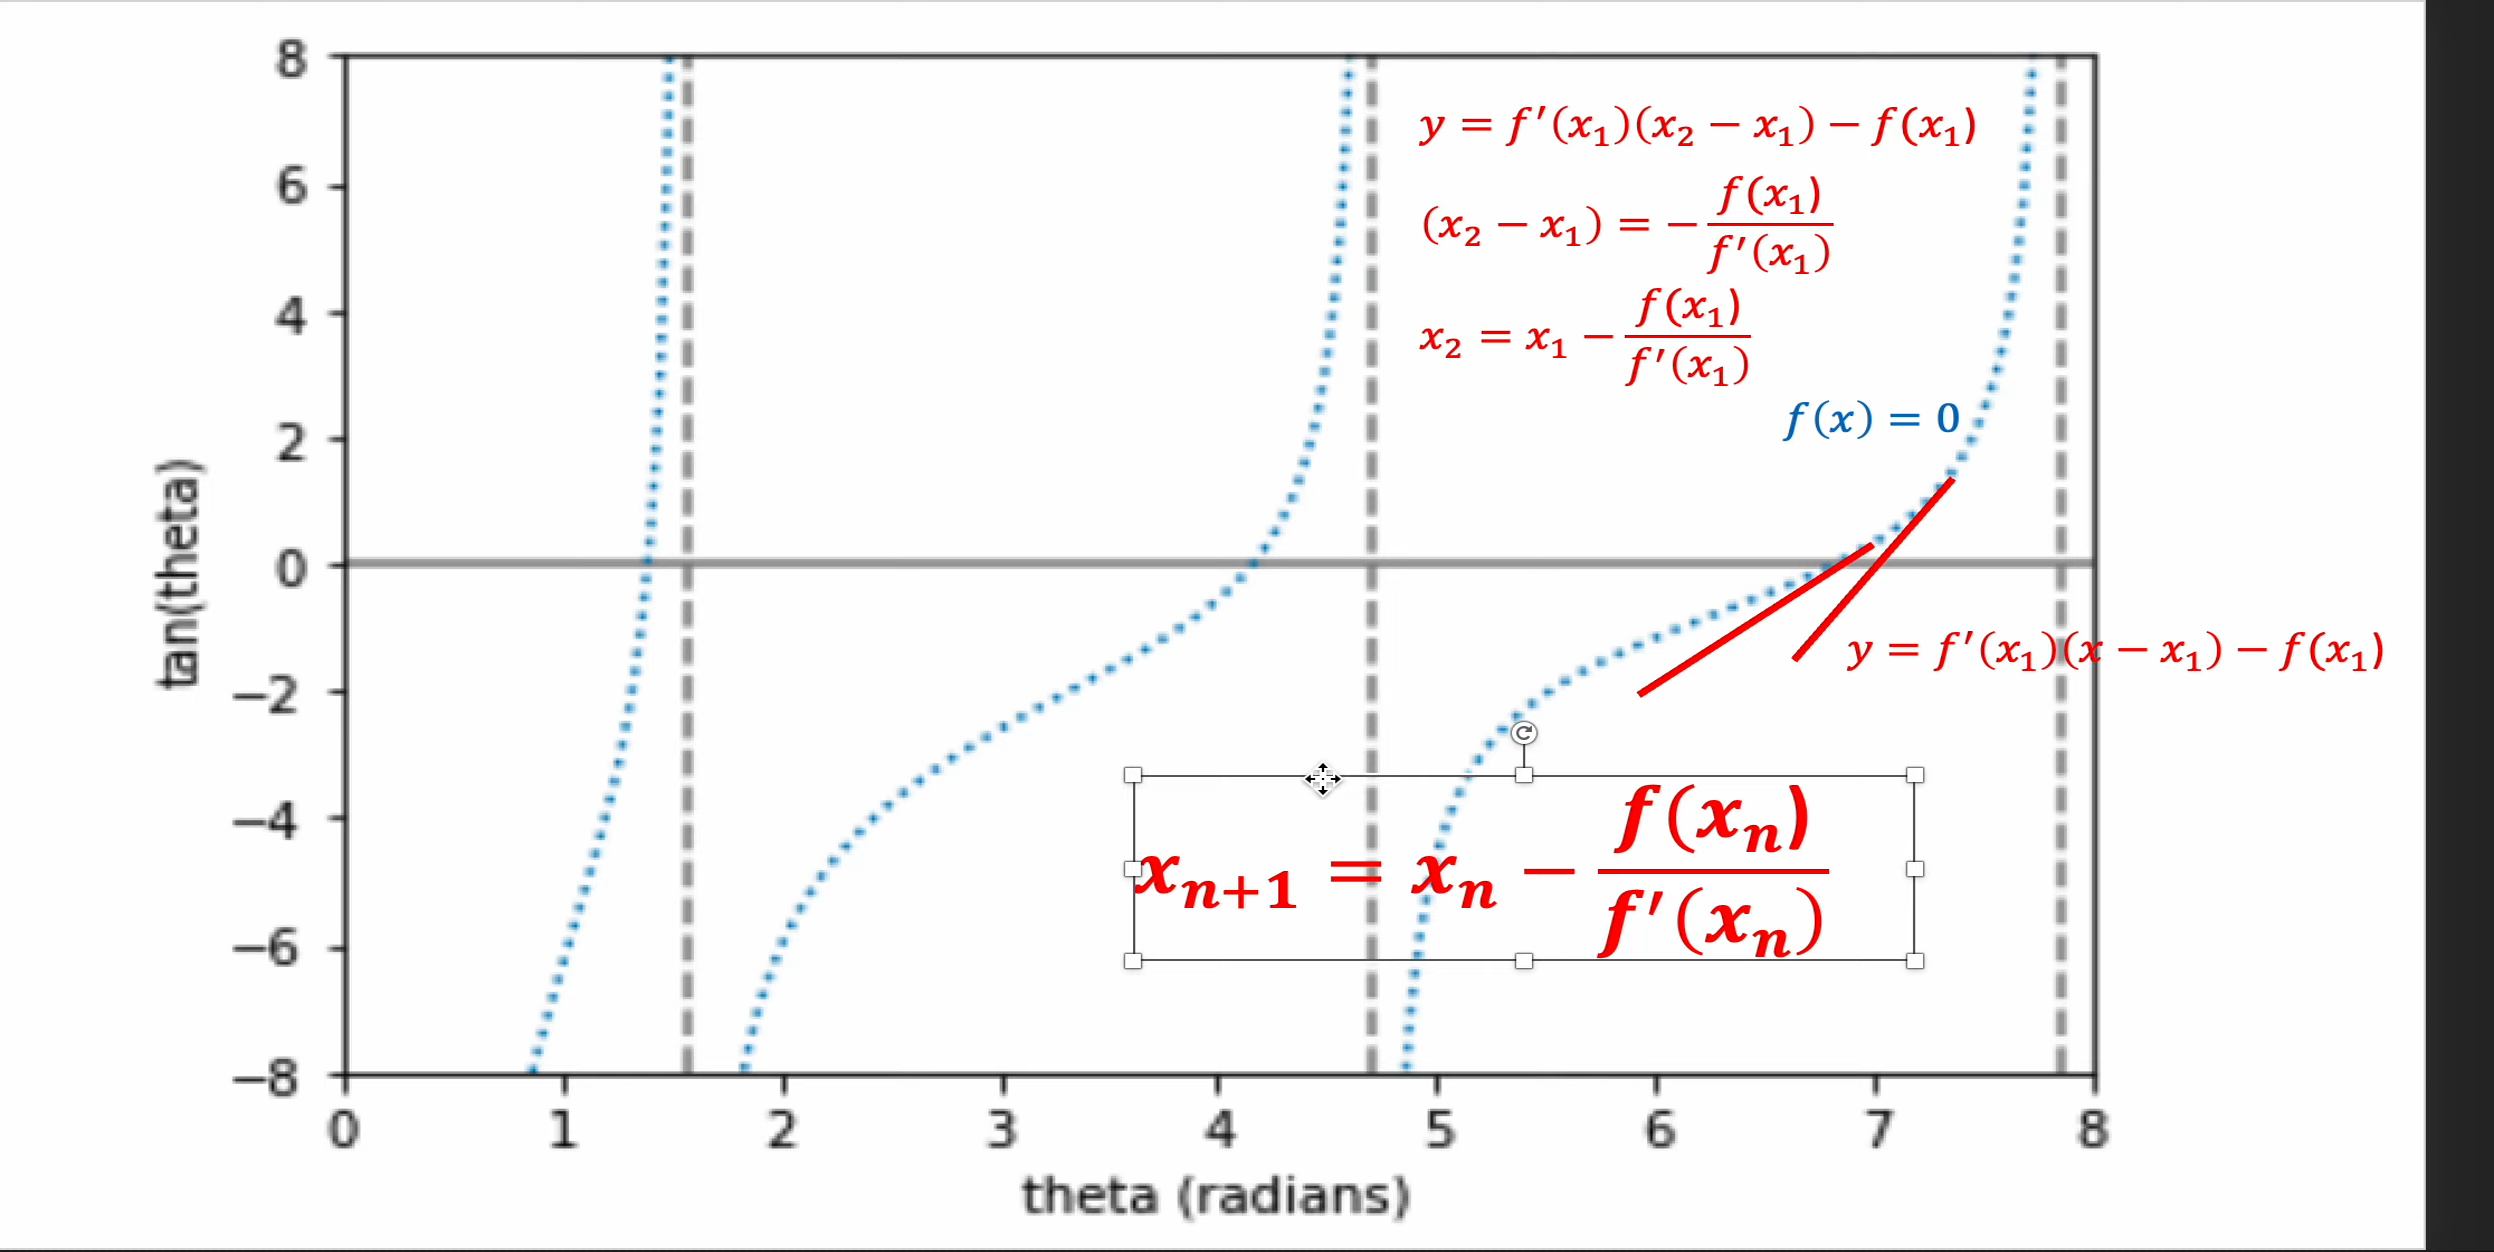 8
6
4
2
0
−2
−4
−6
−8
tan(theta)
0 1 2 3 4 5 6 7 8
theta (radians)
y = f′(x₁)(x₂ − x₁) − f(x₁)
(x₂ − x₁) = − f(x₁) / f′(x₁)
x₂ = x₁ − f(x₁) / f′(x₁)
f(x) = 0
y = f′(x₁)(x − x₁) − f(x₁)
xₙ₊₁ = xₙ − f(xₙ) / f′(xₙ)